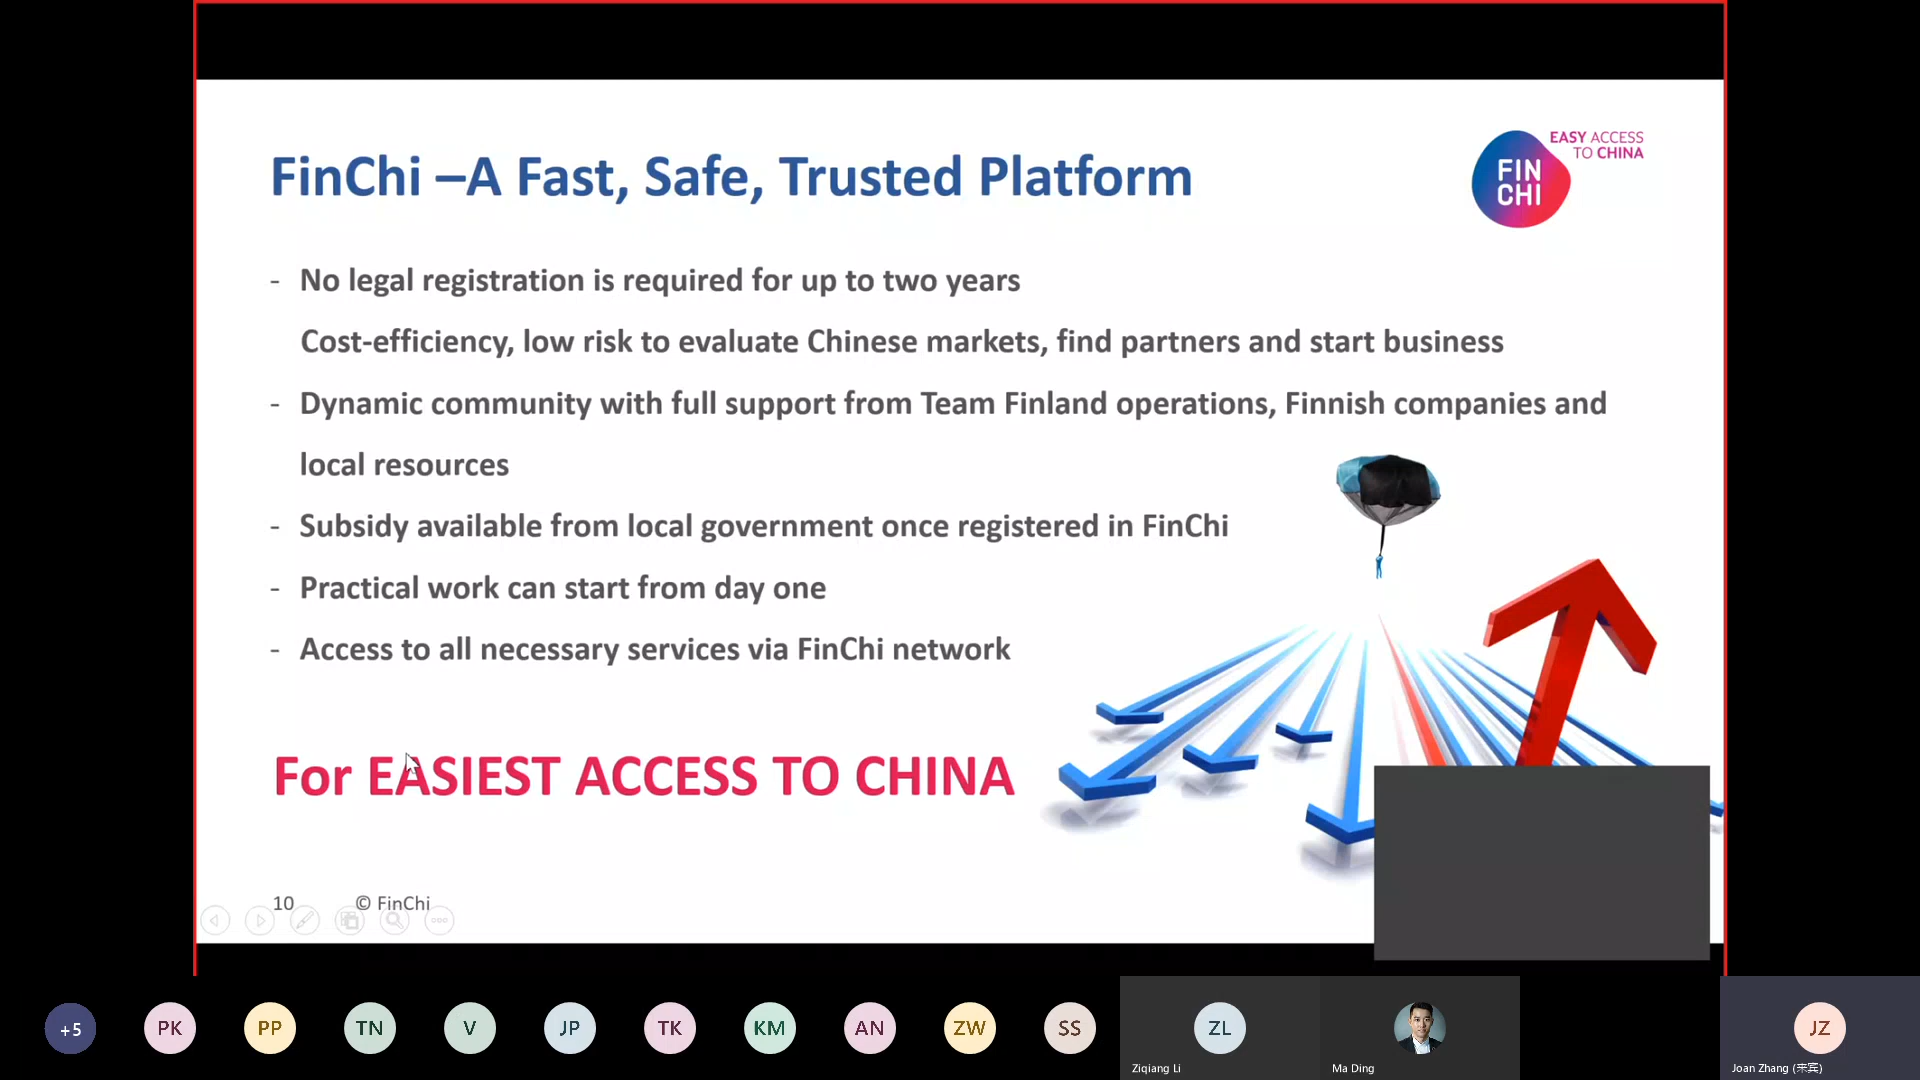 FinChi –A Fast, Safe, Trusted Platform
EASY ACCESS
TO CHINA
FIN
CHI
- No legal registration is required for up to two years
Cost-efficiency, low risk to evaluate Chinese markets, find partners and start business
- Dynamic community with full support from Team Finland operations, Finnish companies and
local resources
- Subsidy available from local government once registered in FinChi
- Practical work can start from day one
- Access to all necessary services via FinChi network
For EASIEST ACCESS TO CHINA
10 © FinChi
+5 PK PP TN V JP TK KM AN ZW SS ZL JZ
Ziqiang Li Ma Ding Joan Zhang (来宾)